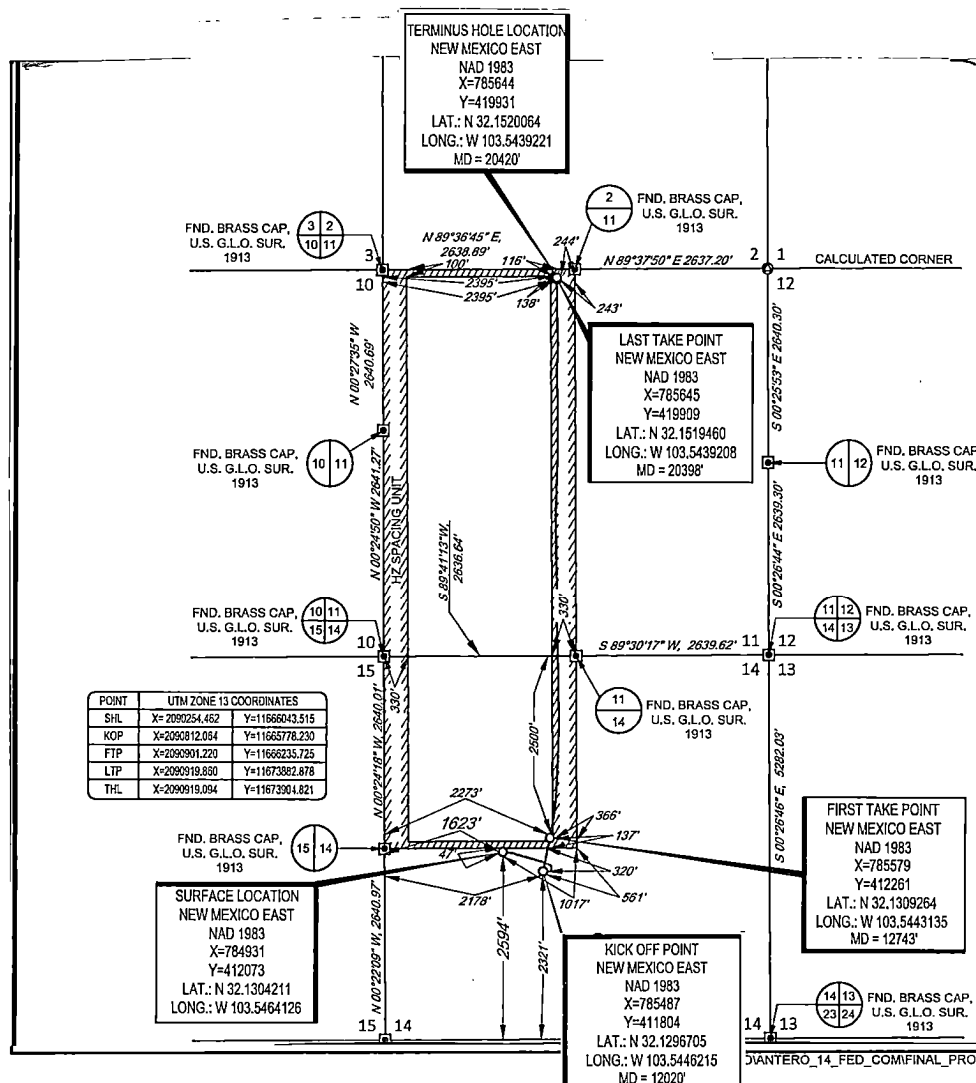 TERMINUS HOLE LOCATION
NEW MEXICO EAST
NAD 1983
X=785644
Y=419931
LAT.: N 32.1520064
LONG.: W 103.5439221
MD = 20420'
FND. BRASS CAP,
U.S. G.L.O. SUR.
1913
3 2
10 11
2
11
FND. BRASS CAP,
U.S. G.L.O. SUR.
1913
N 89°36'45" E,
2638.89'
244'
N 89°37'50" E 2637.20'
3
10
2 1
12
CALCULATED CORNER
100'
116'
2395'
2395'
138'
243'
N 00°27'35" W
2640.69'
S 00°25'53" E 2640.30'
LAST TAKE POINT
NEW MEXICO EAST
NAD 1983
X=785645
Y=419909
LAT.: N 32.1519460
LONG.: W 103.5439208
MD = 20398'
FND. BRASS CAP,
U.S. G.L.O. SUR.
1913
10 11
11 12
FND. BRASS CAP,
U.S. G.L.O. SUR.
1913
N 00°24'50" W 2641.27'
HZ SPACING UNIT
S 89°41'13"W,
2636.64'
S 00°26'44" E 2639.30'
FND. BRASS CAP,
U.S. G.L.O. SUR.
1913
10 11
15 14
10
15
330'
330'
S 89°30'17" W, 2639.62'
11 12
14 13
11 12
14 13
FND. BRASS CAP,
U.S. G.L.O. SUR.
1913
11
14
FND. BRASS CAP,
U.S. G.L.O. SUR.
1913
POINT UTM ZONE 13 COORDINATES
SHL X= 2090254.462 Y=11666043.515
KOP X=2090812.064 Y=11665778.230
FTP X=2090901.220 Y=11666235.725
LTP X=2090919.860 Y=11673882.878
THL X=2090919.094 Y=11673904.821
N 00°24'18" W, 2640.01'
2500'
S 00°26'46" E, 5282.03'
2273'
1623'
47'
366'
137'
320'
561'
1017'
2178'
FND. BRASS CAP,
U.S. G.L.O. SUR.
1913
15 14
FIRST TAKE POINT
NEW MEXICO EAST
NAD 1983
X=785579
Y=412261
LAT.: N 32.1309264
LONG.: W 103.5443135
MD = 12743'
SURFACE LOCATION
NEW MEXICO EAST
NAD 1983
X=784931
Y=412073
LAT.: N 32.1304211
LONG.: W 103.5464126
N 00°22'09" W, 2640.97'
2594'
2321'
KICK OFF POINT
NEW MEXICO EAST
NAD 1983
X=785487
Y=411804
LAT.: N 32.1296705
LONG.: W 103.5446215
MD = 12020'
15 14
14 13
14 13
23 24
FND. BRASS CAP,
U.S. G.L.O. SUR.
1913
ANTERO_14_FED_COM\FINAL_PRO